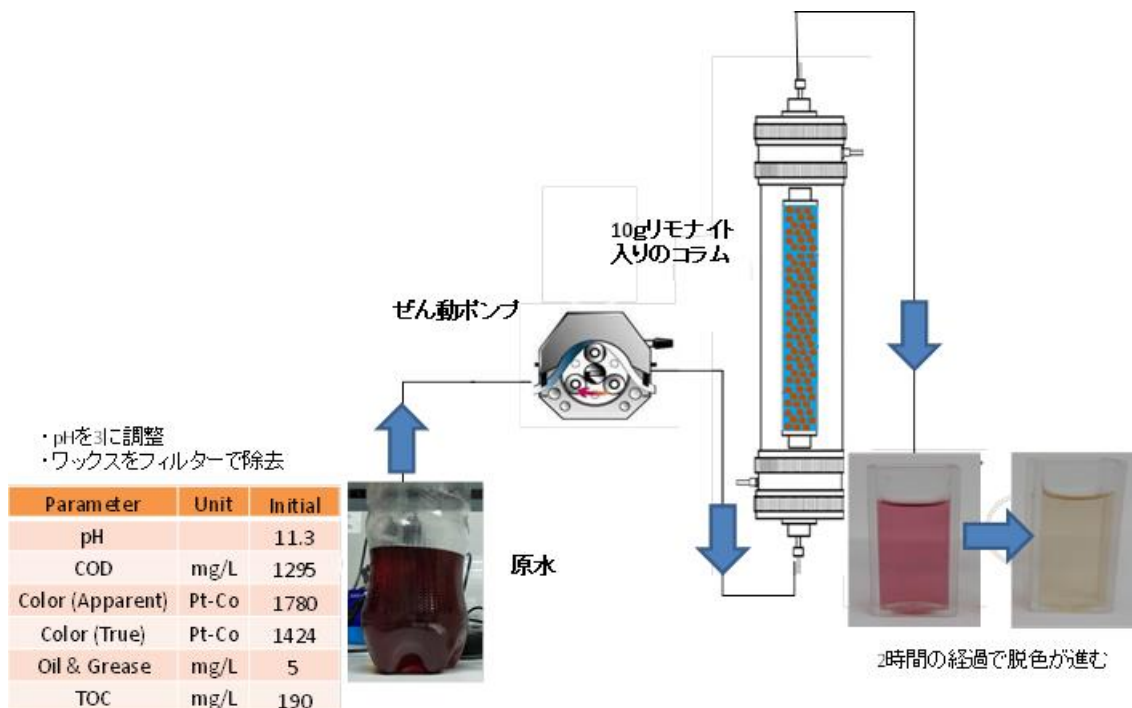 10gリモナイト
入りのコラム
ぜん動ポンプ
・pHを3に調整
・ワックスをフィルターで除去
Parameter Unit Initial
pH 11.3
COD mg/L 1295
Color (Apparent) Pt-Co 1780
Color (True) Pt-Co 1424
Oil & Grease mg/L 5
TOC mg/L 190
原水
2時間の経過で脱色が進む